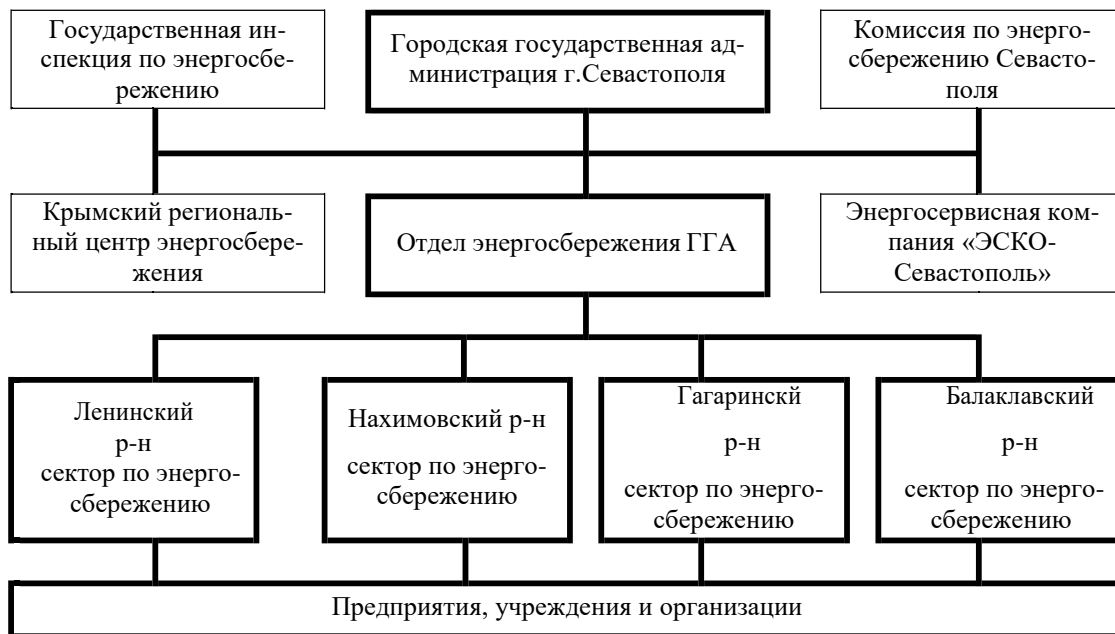 Государственная ин-
спекция по энергосбе-
режению
Городская государственная ад-
министрация г.Севастополя
Комиссия по энерго-
сбережению Севасто-
поля
Крымский региональ-
ный центр энергосбере-
жения
Отдел энергосбережения ГГА
Энергосервисная ком-
пания «ЭСКО-
Севастополь»
Ленинский
р-н
сектор по энерго-
сбережению
Нахимовский р-н
сектор по энерго-
сбережению
Гагаринскй
р-н
сектор по энерго-
сбережению
Балаклавский
р-н
сектор по энерго-
сбережению
Предприятия, учреждения и организации